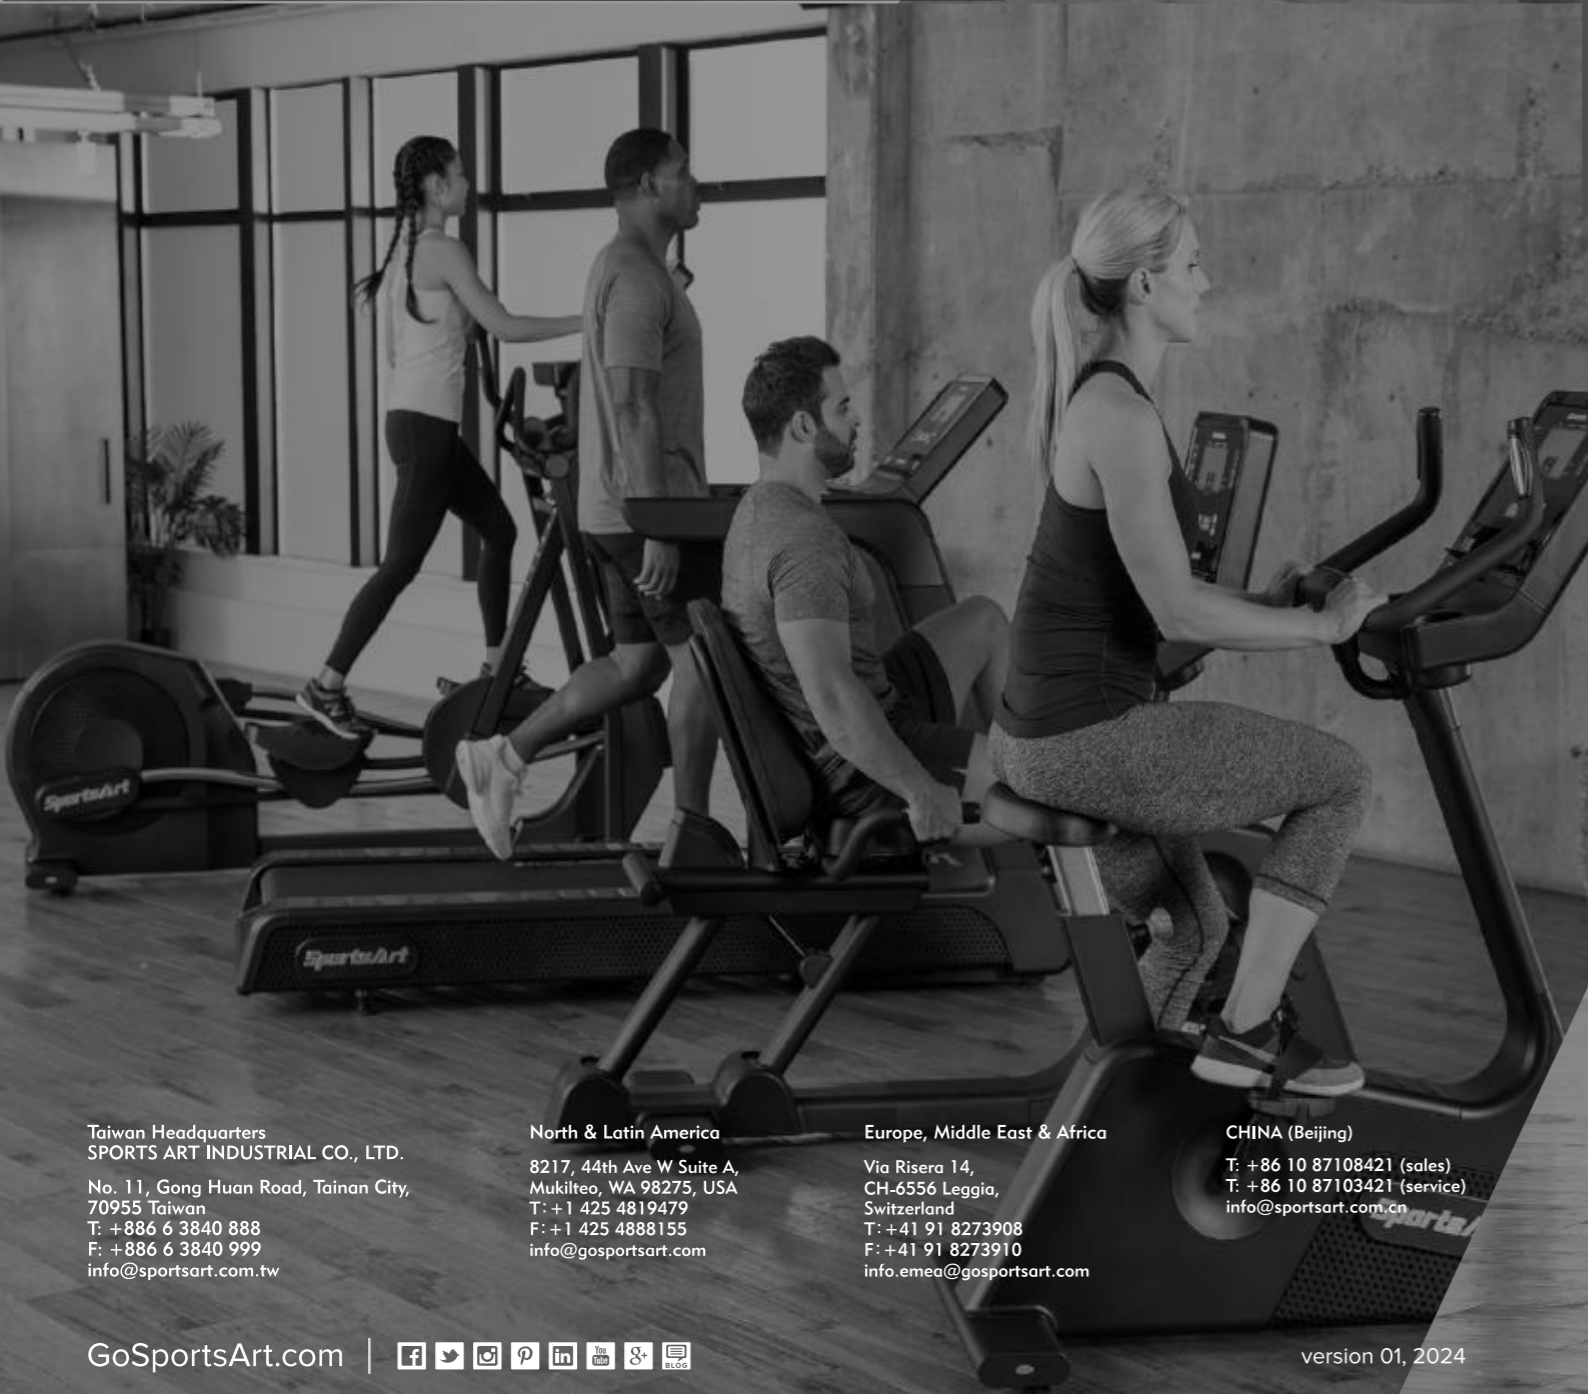 SportsArt
SportsArt
Taiwan Headquarters
SPORTS ART INDUSTRIAL CO., LTD.
No. 11, Gong Huan Road, Tainan City,
70955 Taiwan
T: +886 6 3840 888
F: +886 6 3840 999
info@sportsart.com.tw
North & Latin America
8217, 44th Ave W Suite A,
Mukilteo, WA 98275, USA
T:+1 425 4819479
F:+1 425 4888155
info@gosportsart.com
Europe, Middle East & Africa
Via Risera 14,
CH-6556 Leggia,
Switzerland
T:+41 91 8273908
F:+41 91 8273910
info.emea@gosportsart.com
CHINA (Beijing)
T: +86 10 87108421 (sales)
T: +86 10 87103421 (service)
info@sportsart.com.cn
SportsA
GoSportsArt.com
You Tube
g+
BLOG
version 01, 2024